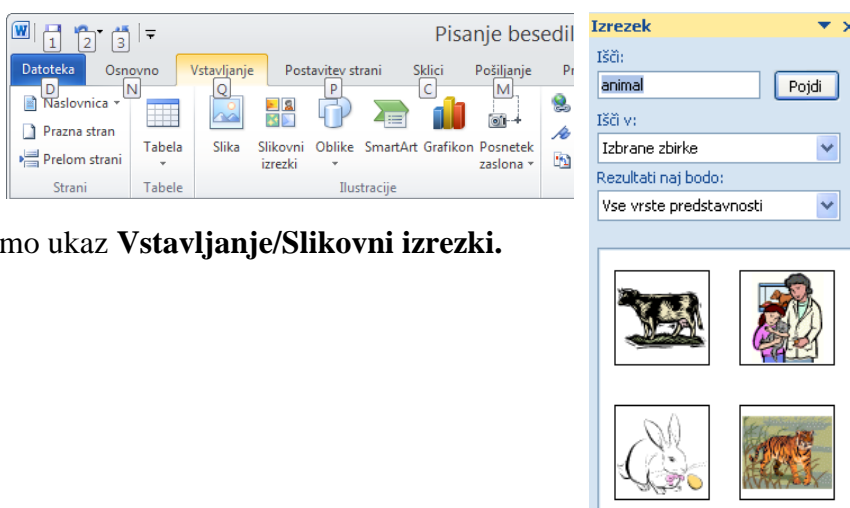 W 1 2 3 Pisanje besedil
Datoteka Osnovno Vstavljanje Postavitev strani Sklici Pošiljanje Pr
D N Q P C M
Naslovnica
Prazna stran
Prelom strani
Tabela Slika Slikovni izrezki Oblike SmartArt Grafikon Posnetek zaslona
Strani Tabele Ilustracije
mo ukaz Vstavljanje/Slikovni izrezki.
Izrezek
Išči:
animal Pojdi
Išči v:
Izbrane zbirke
Rezultati naj bodo:
Vse vrste predstavnosti